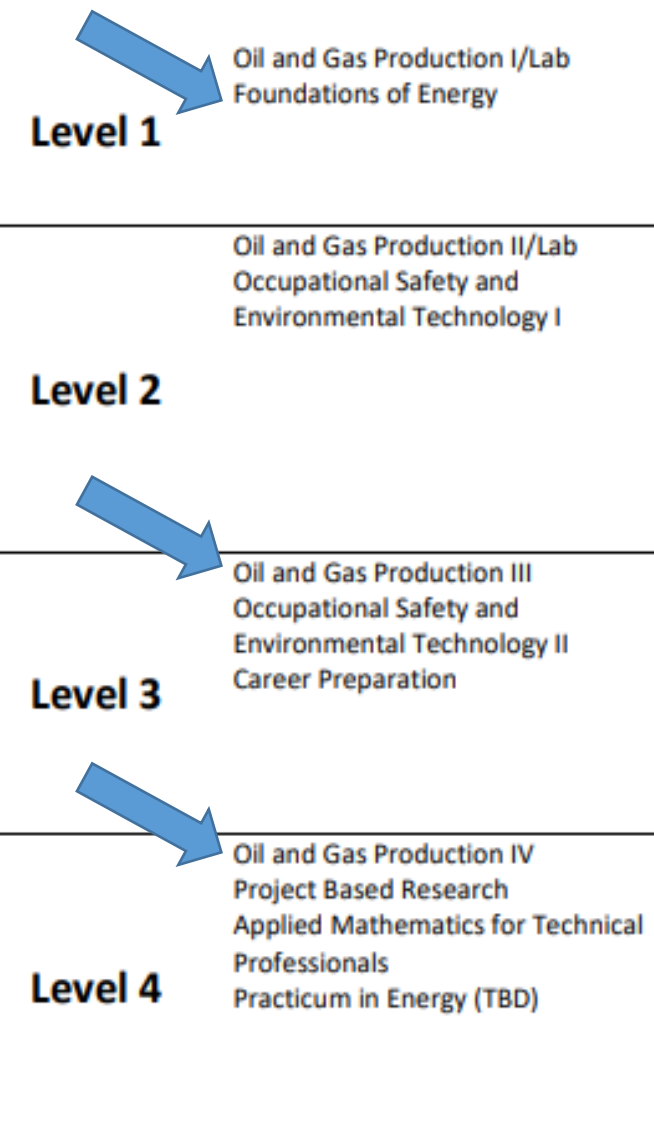 Oil and Gas Production I/Lab
Foundations of Energy
Level 1
Oil and Gas Production II/Lab
Occupational Safety and
Environmental Technology I
Level 2
Oil and Gas Production III
Occupational Safety and
Environmental Technology II
Career Preparation
Level 3
Oil and Gas Production IV
Project Based Research
Applied Mathematics for Technical
Professionals
Level 4
Practicum in Energy (TBD)